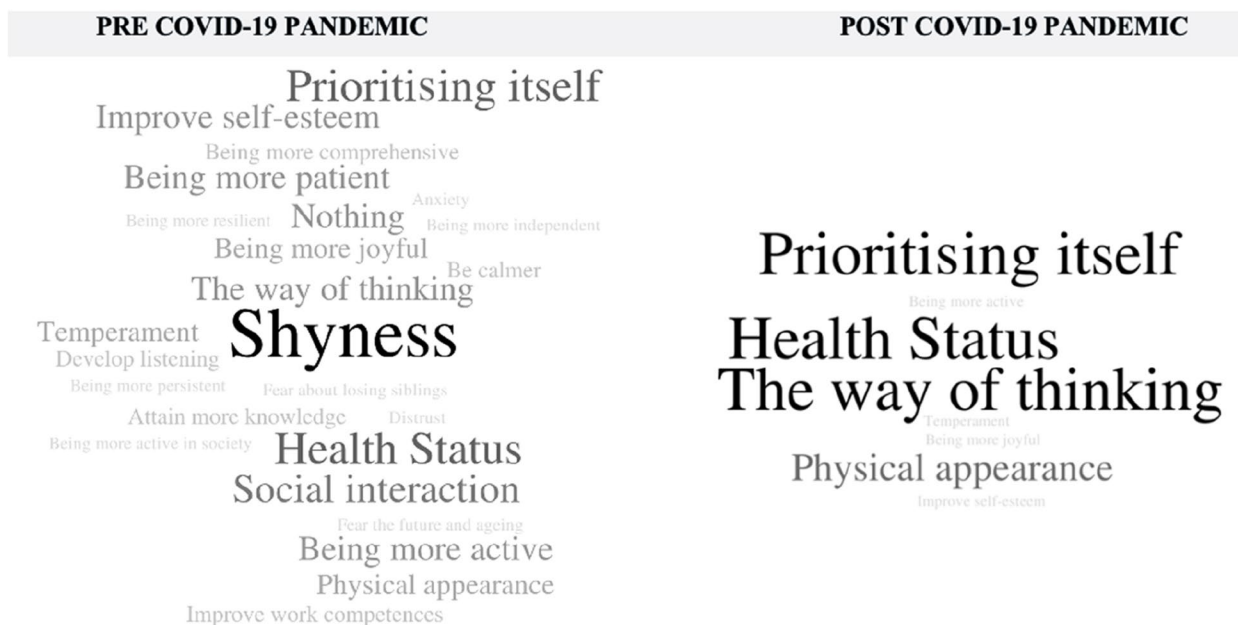 PRE COVID-19 PANDEMIC
POST COVID-19 PANDEMIC
Prioritising itself
Improve self-esteem
Being more comprehensive
Being more patient
Anxiety
Being more resilient Nothing Being more independent
Being more joyful
Be calmer
The way of thinking
Temperament Shyness
Develop listening
Being more persistent Fear about losing siblings
Attain more knowledge Distrust
Being more active in society Health Status
Social interaction
Fear the future and ageing
Being more active
Physical appearance
Improve work competences
Prioritising itself
Being more active
Health Status
The way of thinking
Temperament
Being more joyful
Physical appearance
Improve self-esteem